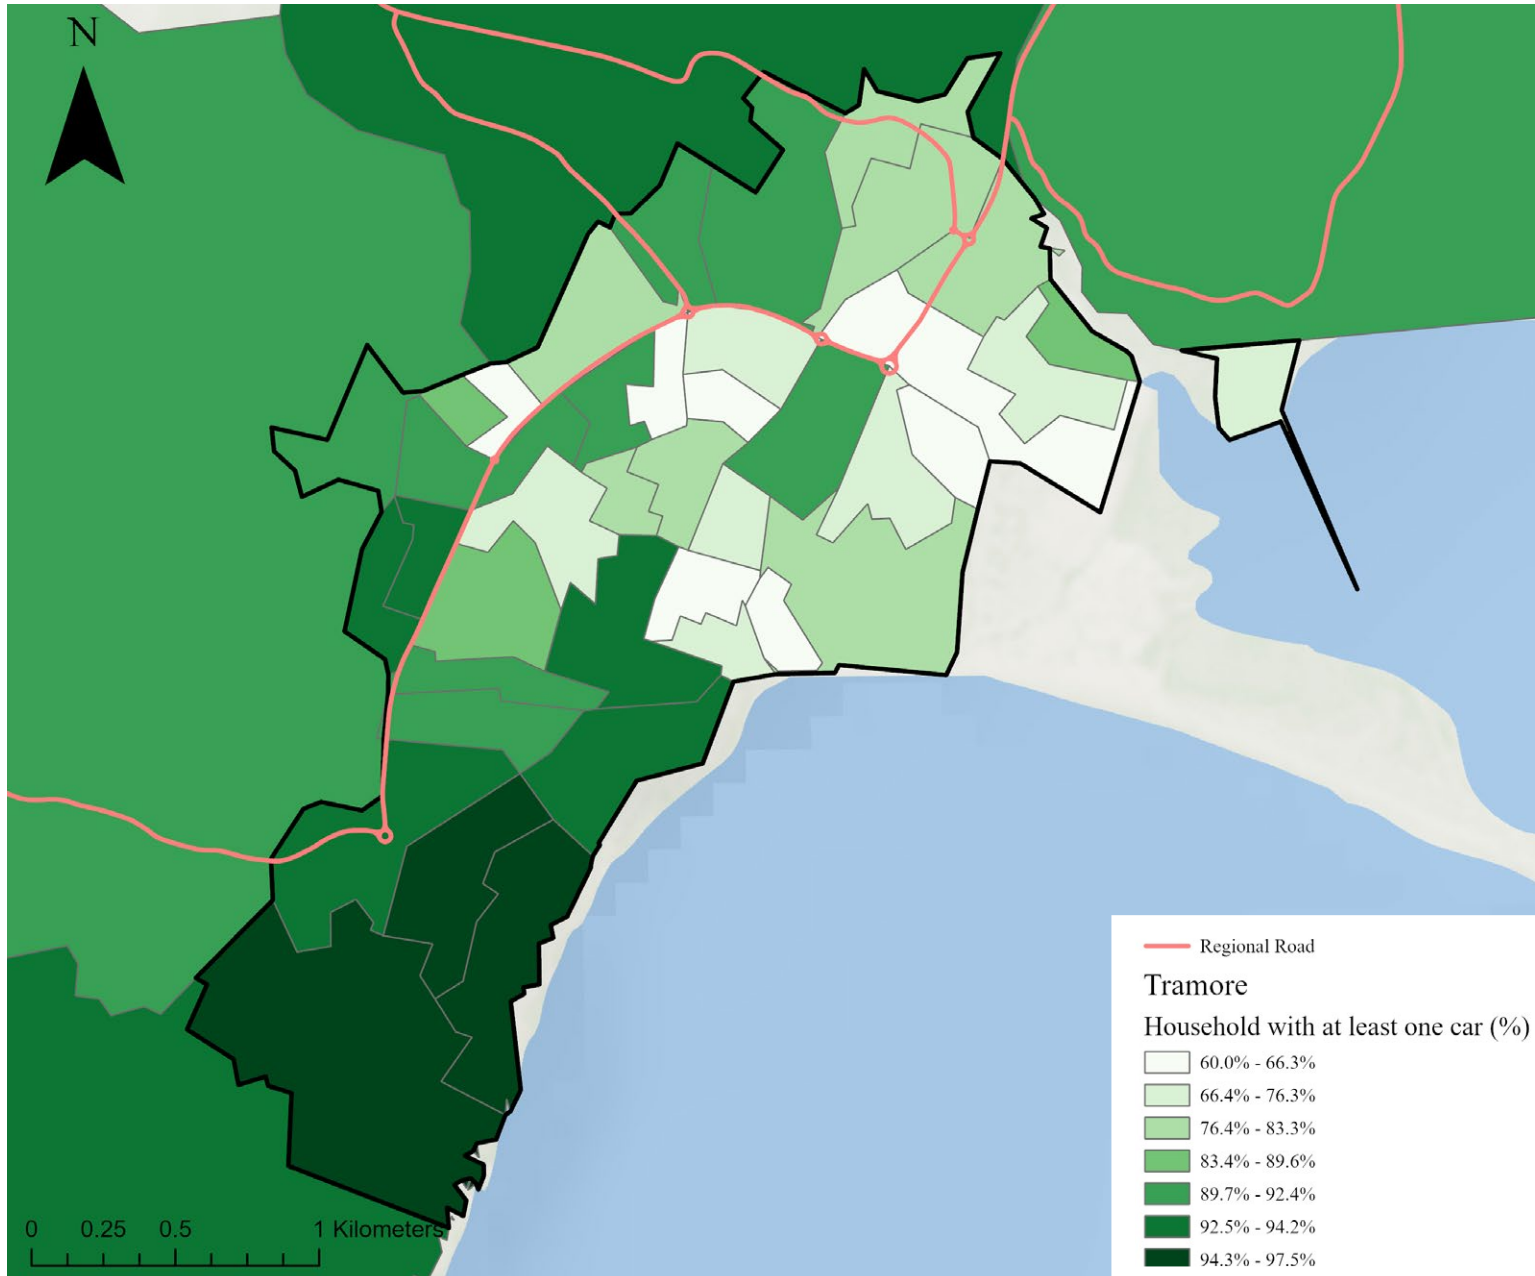 N
Regional Road
Tramore
Household with at least one car (%)
60.0% - 66.3%
66.4% - 76.3%
76.4% - 83.3%
83.4% - 89.6%
89.7% - 92.4%
92.5% - 94.2%
94.3% - 97.5%
0 0.25 0.5 1 Kilometers